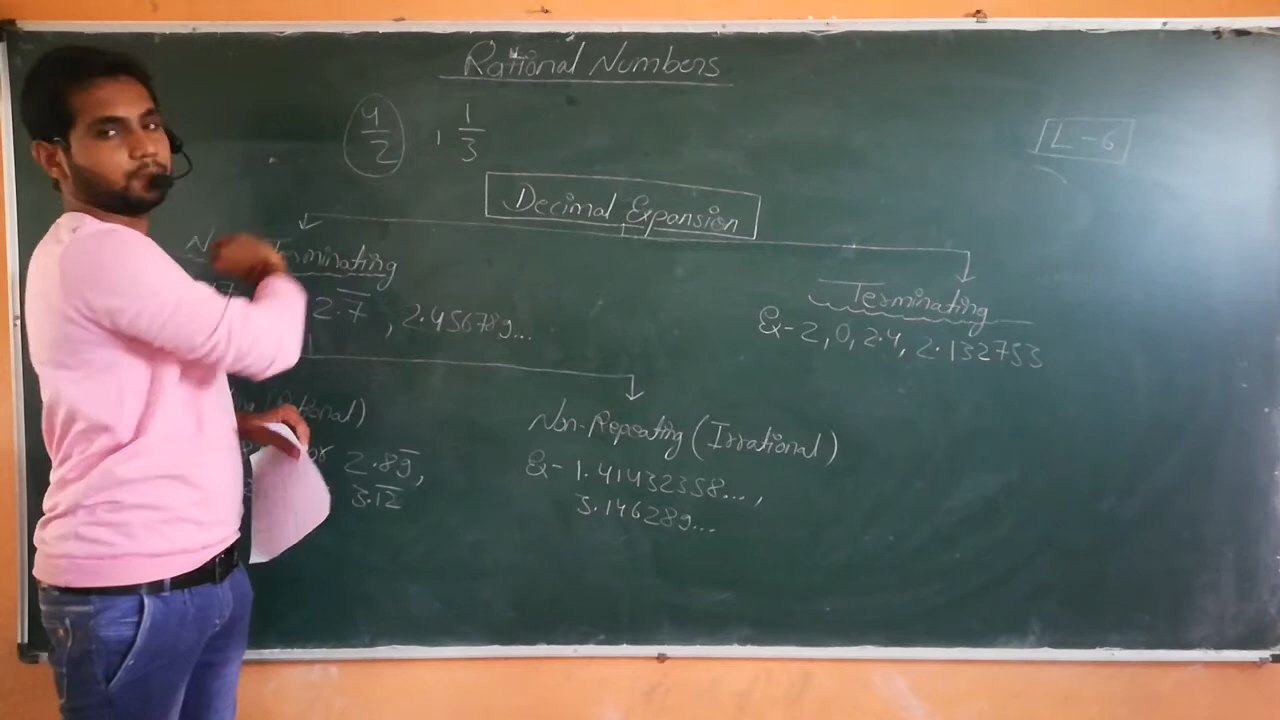 Rational Numbers
4/2 , 1/3
L-6
Decimal Expansion
Terminating
2.7̅ , 2.456789...
Terminating
Ex- 2, 0, 2.4, 2.132753
Non-Repeating (Irrational)
2.89̅,
Ex- 1.41432358...,
3.1̅2̅
3.146289...